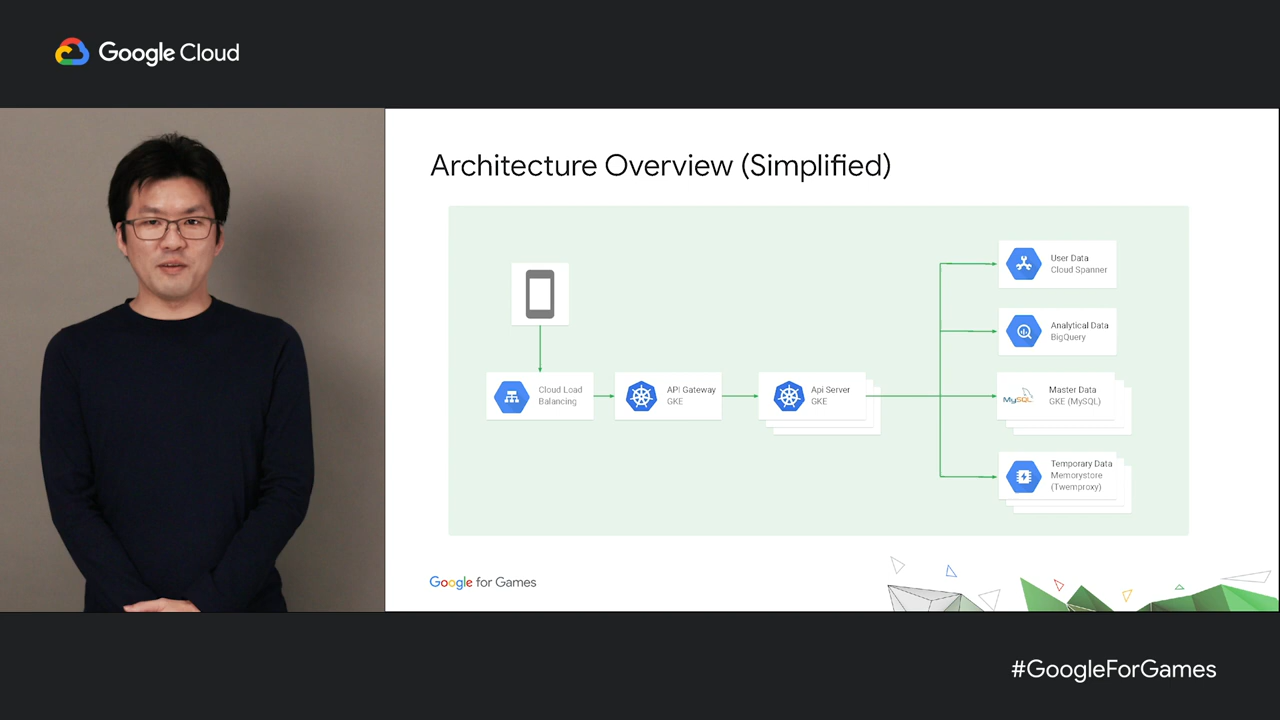 Google Cloud
Architecture Overview (Simplified)
User Data
Cloud Spanner
Analytical Data
BigQuery
Cloud Load
Balancing
API Gateway
GKE
Api Server
GKE
MySQL
Master Data
GKE (MySQL)
Temporary Data
Memorystore
(Twemproxy)
Google for Games
#GoogleForGames